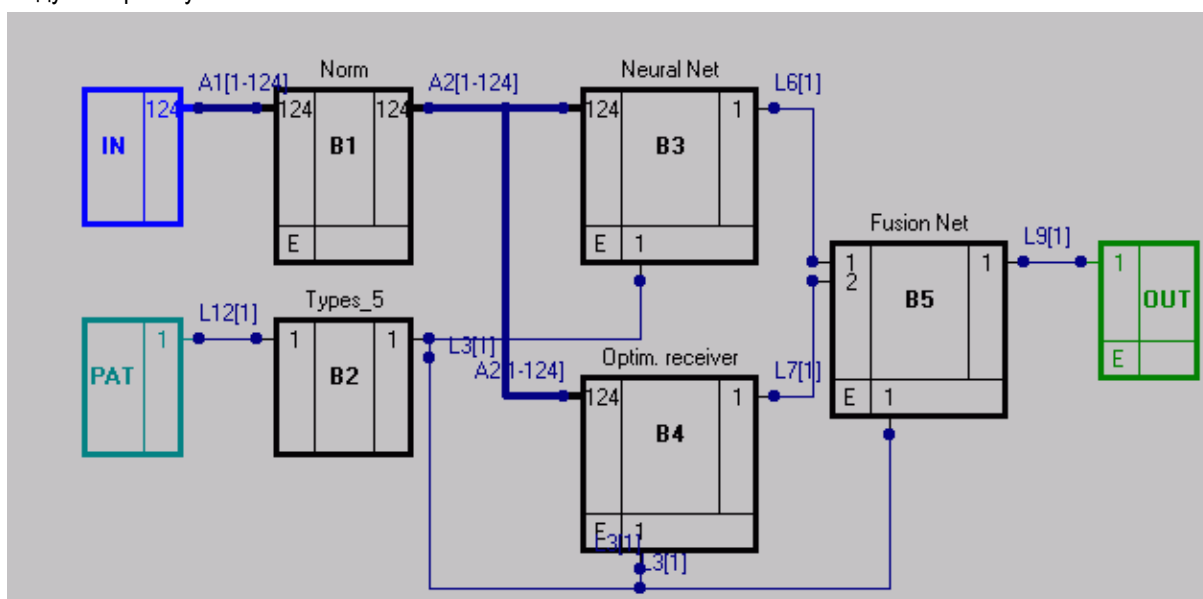 Norm
Neural Net
A1[1-124]
A2[1-124]
L6[1]
124
124
124
124
1
IN
B1
B3
E
E
1
Fusion Net
L9[1]
1
2
1
1
B5
OUT
L12[1]
Types_5
1
1
1
L3[1]
PAT
B2
A2[1-124]
Optim. receiver
L7[1]
E
124
1
E
1
B4
E
1
L3[1]
L3[1]